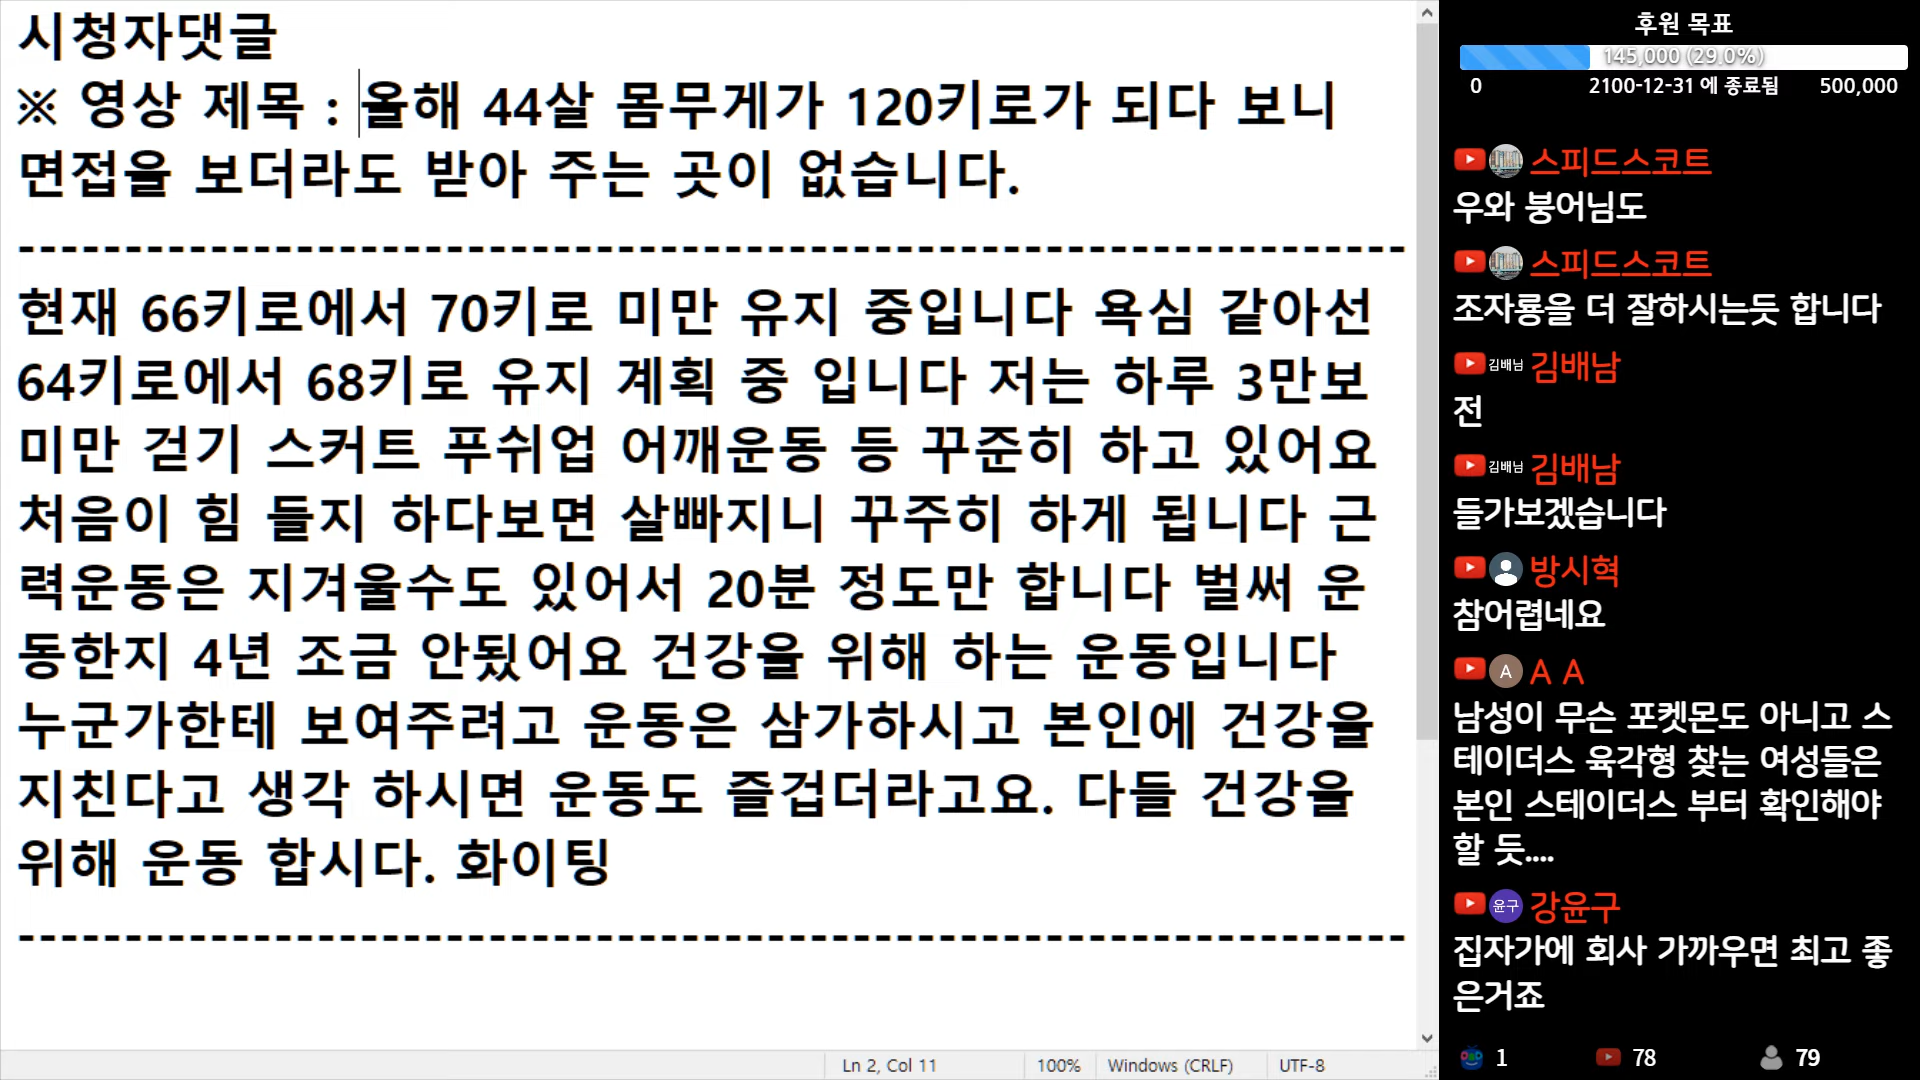 시청자댓글
※ 영상 제목 : 올해 44살 몸무게가 120키로가 되다 보니
면접을 보더라도 받아 주는 곳이 없습니다.
현재 66키로에서 70키로 미만 유지 중입니다 욕심 같아선
64키로에서 68키로 유지 계획 중 입니다 저는 하루 3만보
미만 걷기 스커트 푸쉬업 어깨운동 등 꾸준히 하고 있어요
처음이 힘 들지 하다보면 살빠지니 꾸주히 하게 됩니다 근
력운동은 지겨울수도 있어서 20분 정도만 합니다 벌써 운
동한지 4년 조금 안됬어요 건강을 위해 하는 운동입니다
누군가한테 보여주려고 운동은 삼가하시고 본인에 건강을
지친다고 생각 하시면 운동도 즐겁더라고요. 다들 건강을
위해 운동 합시다. 화이팅
Ln 2, Col 11
100%
Windows (CRLF)
UTF-8
후원 목표
145,000 (29.0%)
0 2100-12-31 에 종료됨 500,000
스피드스코트
우와 붕어님도
스피드스코트
조자룡을 더 잘하시는듯 합니다
김배남 김배남
전
김배남 김배남
들가보겠습니다
방시혁
참어렵네요
A A A
남성이 무슨 포켓몬도 아니고 스
테이더스 육각형 찾는 여성들은
본인 스테이더스 부터 확인해야
할 듯....
윤구 강윤구
집자가에 회사 가까우면 최고 좋
은거죠
1 78 79